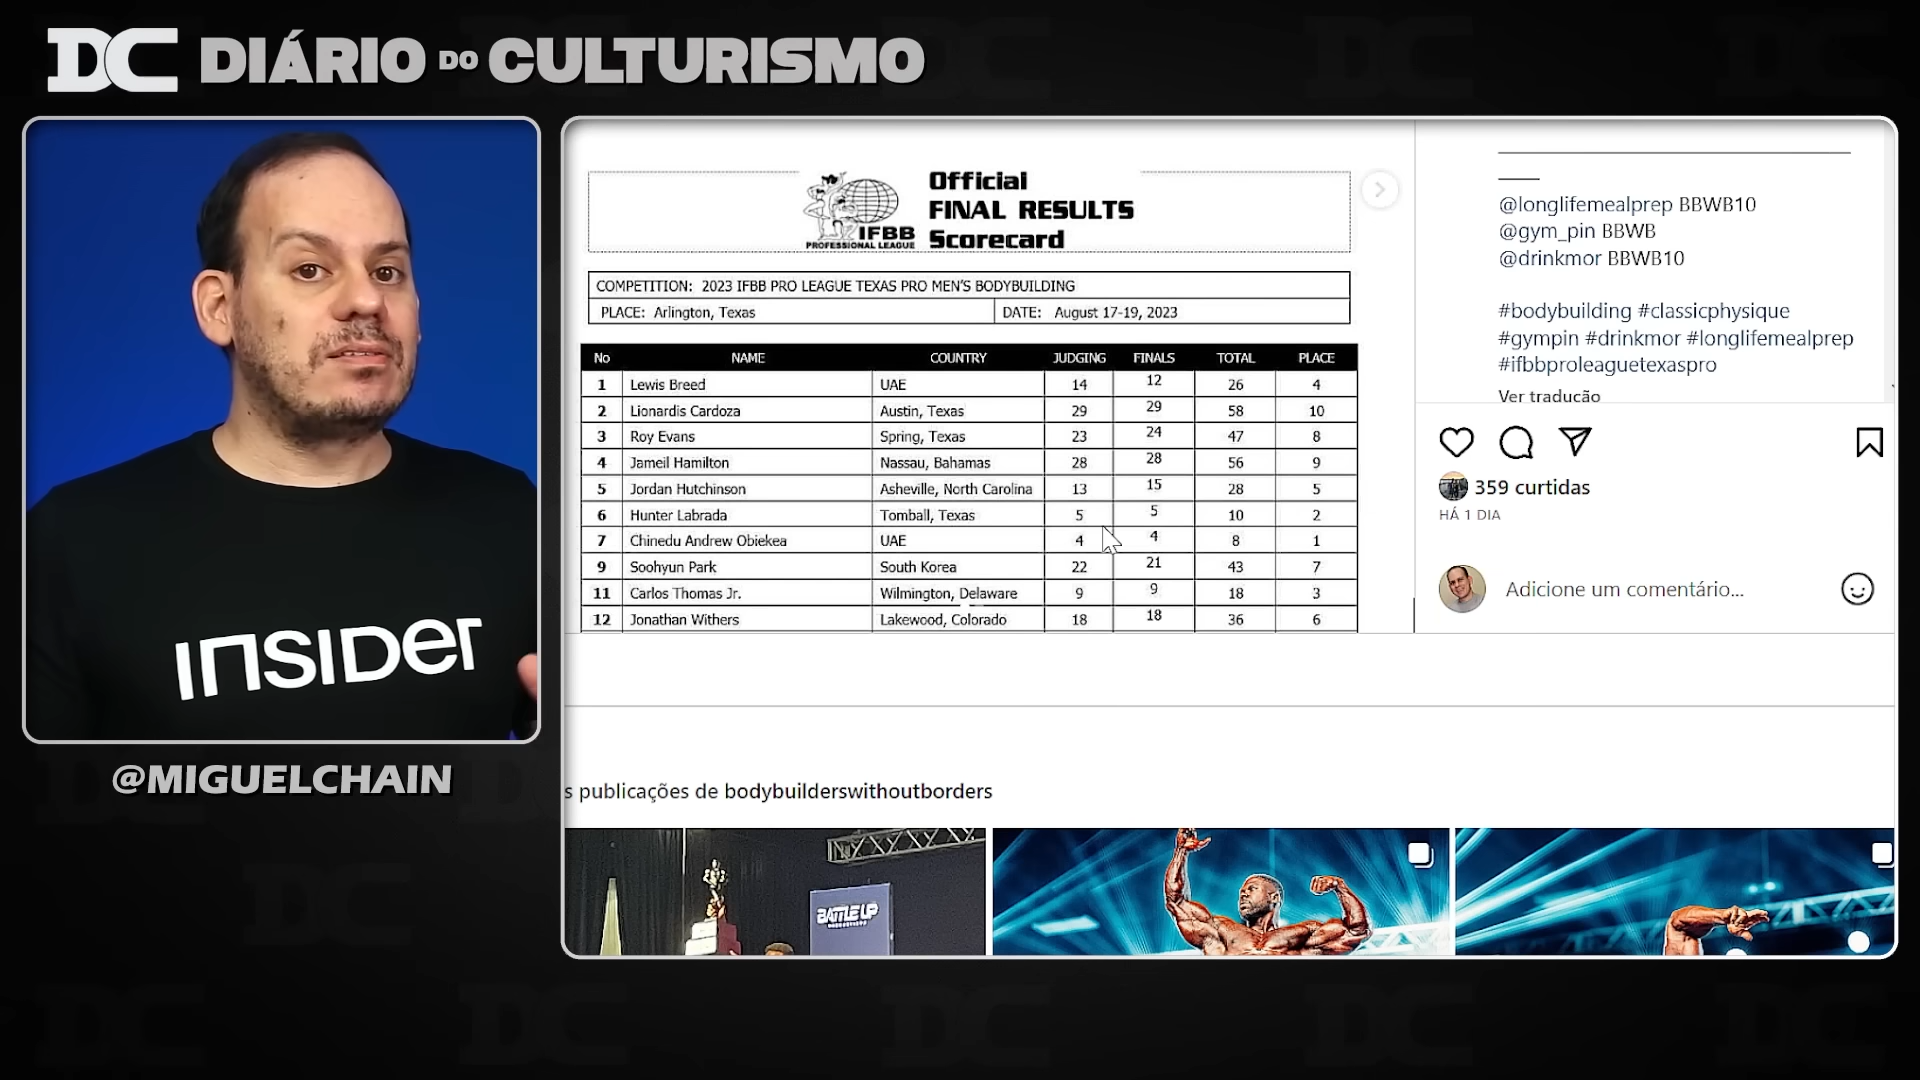 DC DIÁRIO DO CULTURISMO
INSIDER
@MIGUELCHAIN
Official
FINAL RESULTS
Scorecard
IFBB
PROFESSIONAL LEAGUE
COMPETITION: 2023 IFBB PRO LEAGUE TEXAS PRO MEN'S BODYBUILDING
PLACE: Arlington, Texas DATE: August 17-19, 2023
No NAME COUNTRY JUDGING FINALS TOTAL PLACE
1 Lewis Breed UAE 14 12 26 4
2 Lionardis Cardoza Austin, Texas 29 29 58 10
3 Roy Evans Spring, Texas 23 24 47 8
4 Jameil Hamilton Nassau, Bahamas 28 28 56 9
5 Jordan Hutchinson Asheville, North Carolina 13 15 28 5
6 Hunter Labrada Tomball, Texas 5 5 10 2
7 Chinedu Andrew Obiekea UAE 4 4 8 1
9 Soohyun Park South Korea 22 21 43 7
11 Carlos Thomas Jr. Wilmington, Delaware 9 9 18 3
12 Jonathan Withers Lakewood, Colorado 18 18 36 6
@longlifemealprep BBWB10
@gym_pin BBWB
@drinkmor BBWB10
#bodybuilding #classicphysique
#gympin #drinkmor #longlifemealprep
#ifbbproleaguetexaspro
Ver tradução
359 curtidas
HÁ 1 DIA
Adicione um comentário...
s publicações de bodybuilderswithoutborders
BATTLE UP